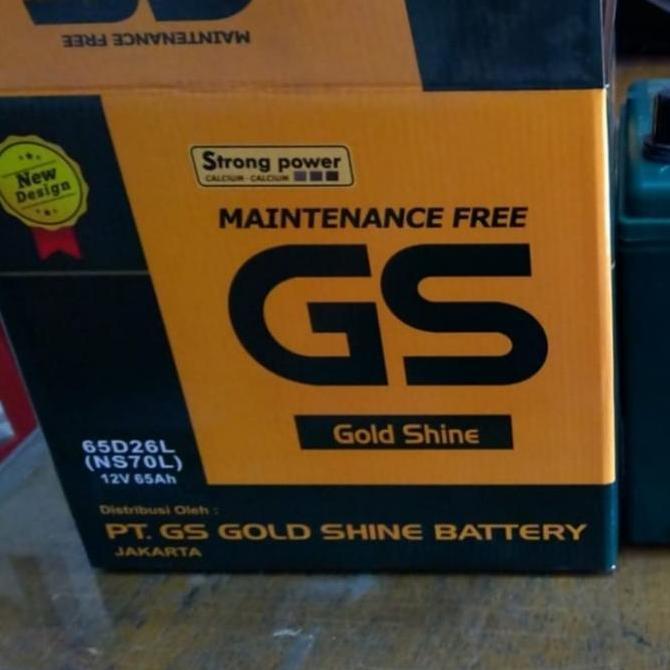 MAINTENANCE FREE
New
Design
Strong power
CALCIUM - CALCIUM
MAINTENANCE FREE
GS
Gold Shine
65D26L
(NS70L)
12V 65Ah
Distribusi Oleh :
PT. GS GOLD SHINE BATTERY
JAKARTA